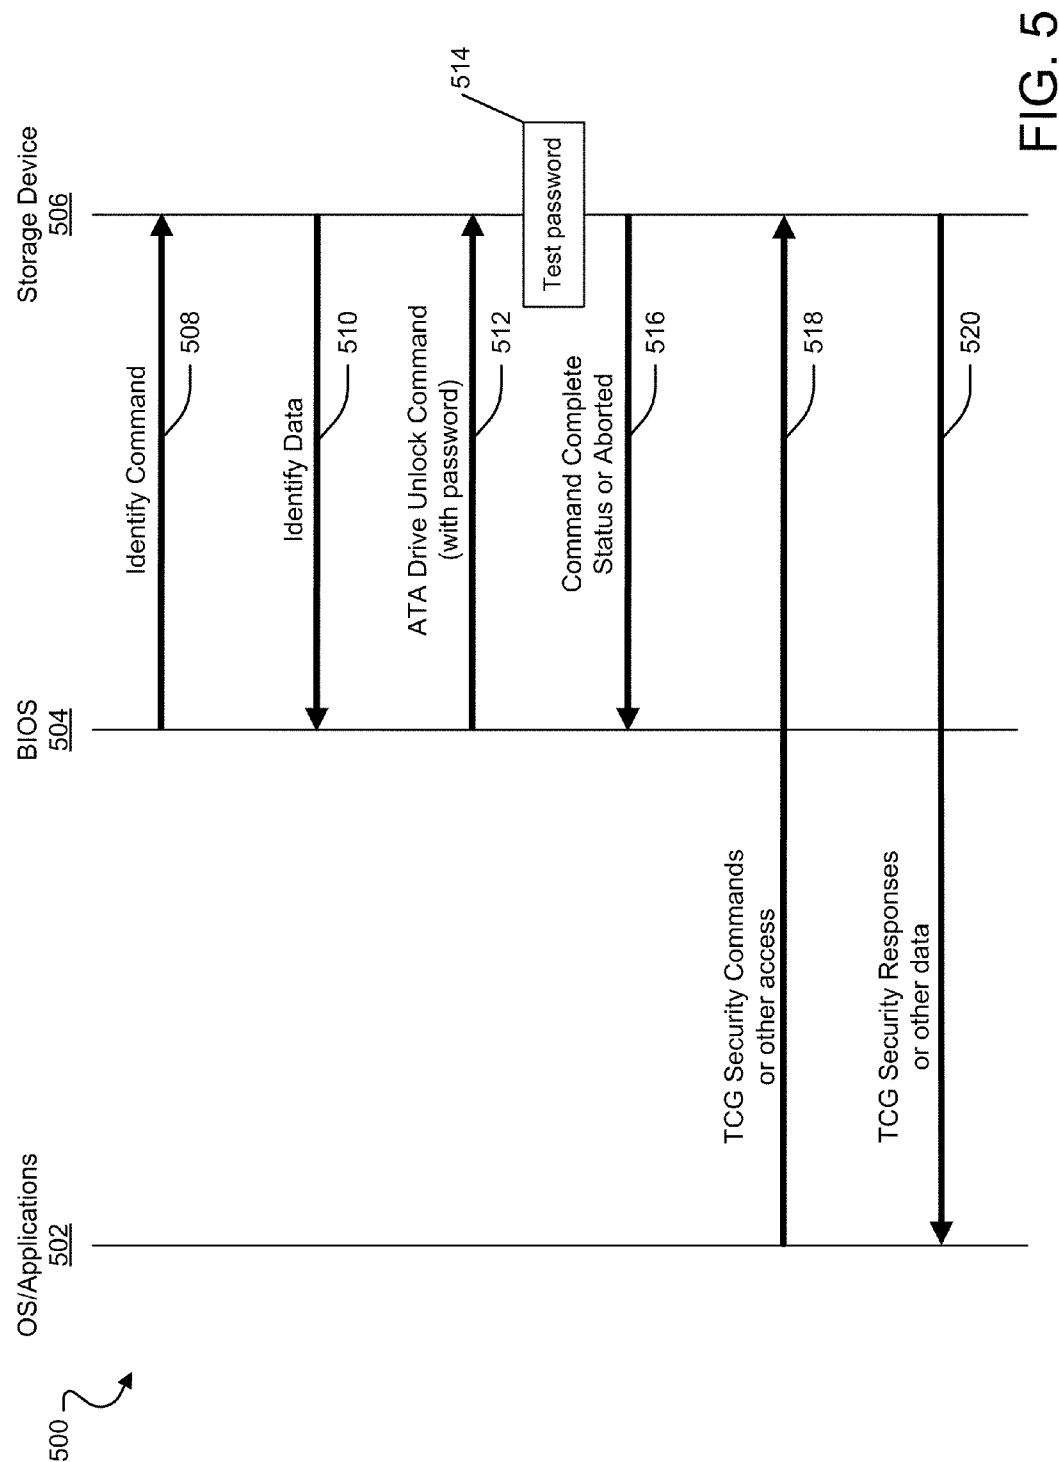 500
OS/Applications
502
BIOS
504
Storage Device
506
Identify Command
508
Identify Data
510
ATA Drive Unlock Command
(with password)
512
Test password
514
Command Complete
Status or Aborted
516
TCG Security Commands
or other access
518
TCG Security Responses
or other data
520
FIG. 5